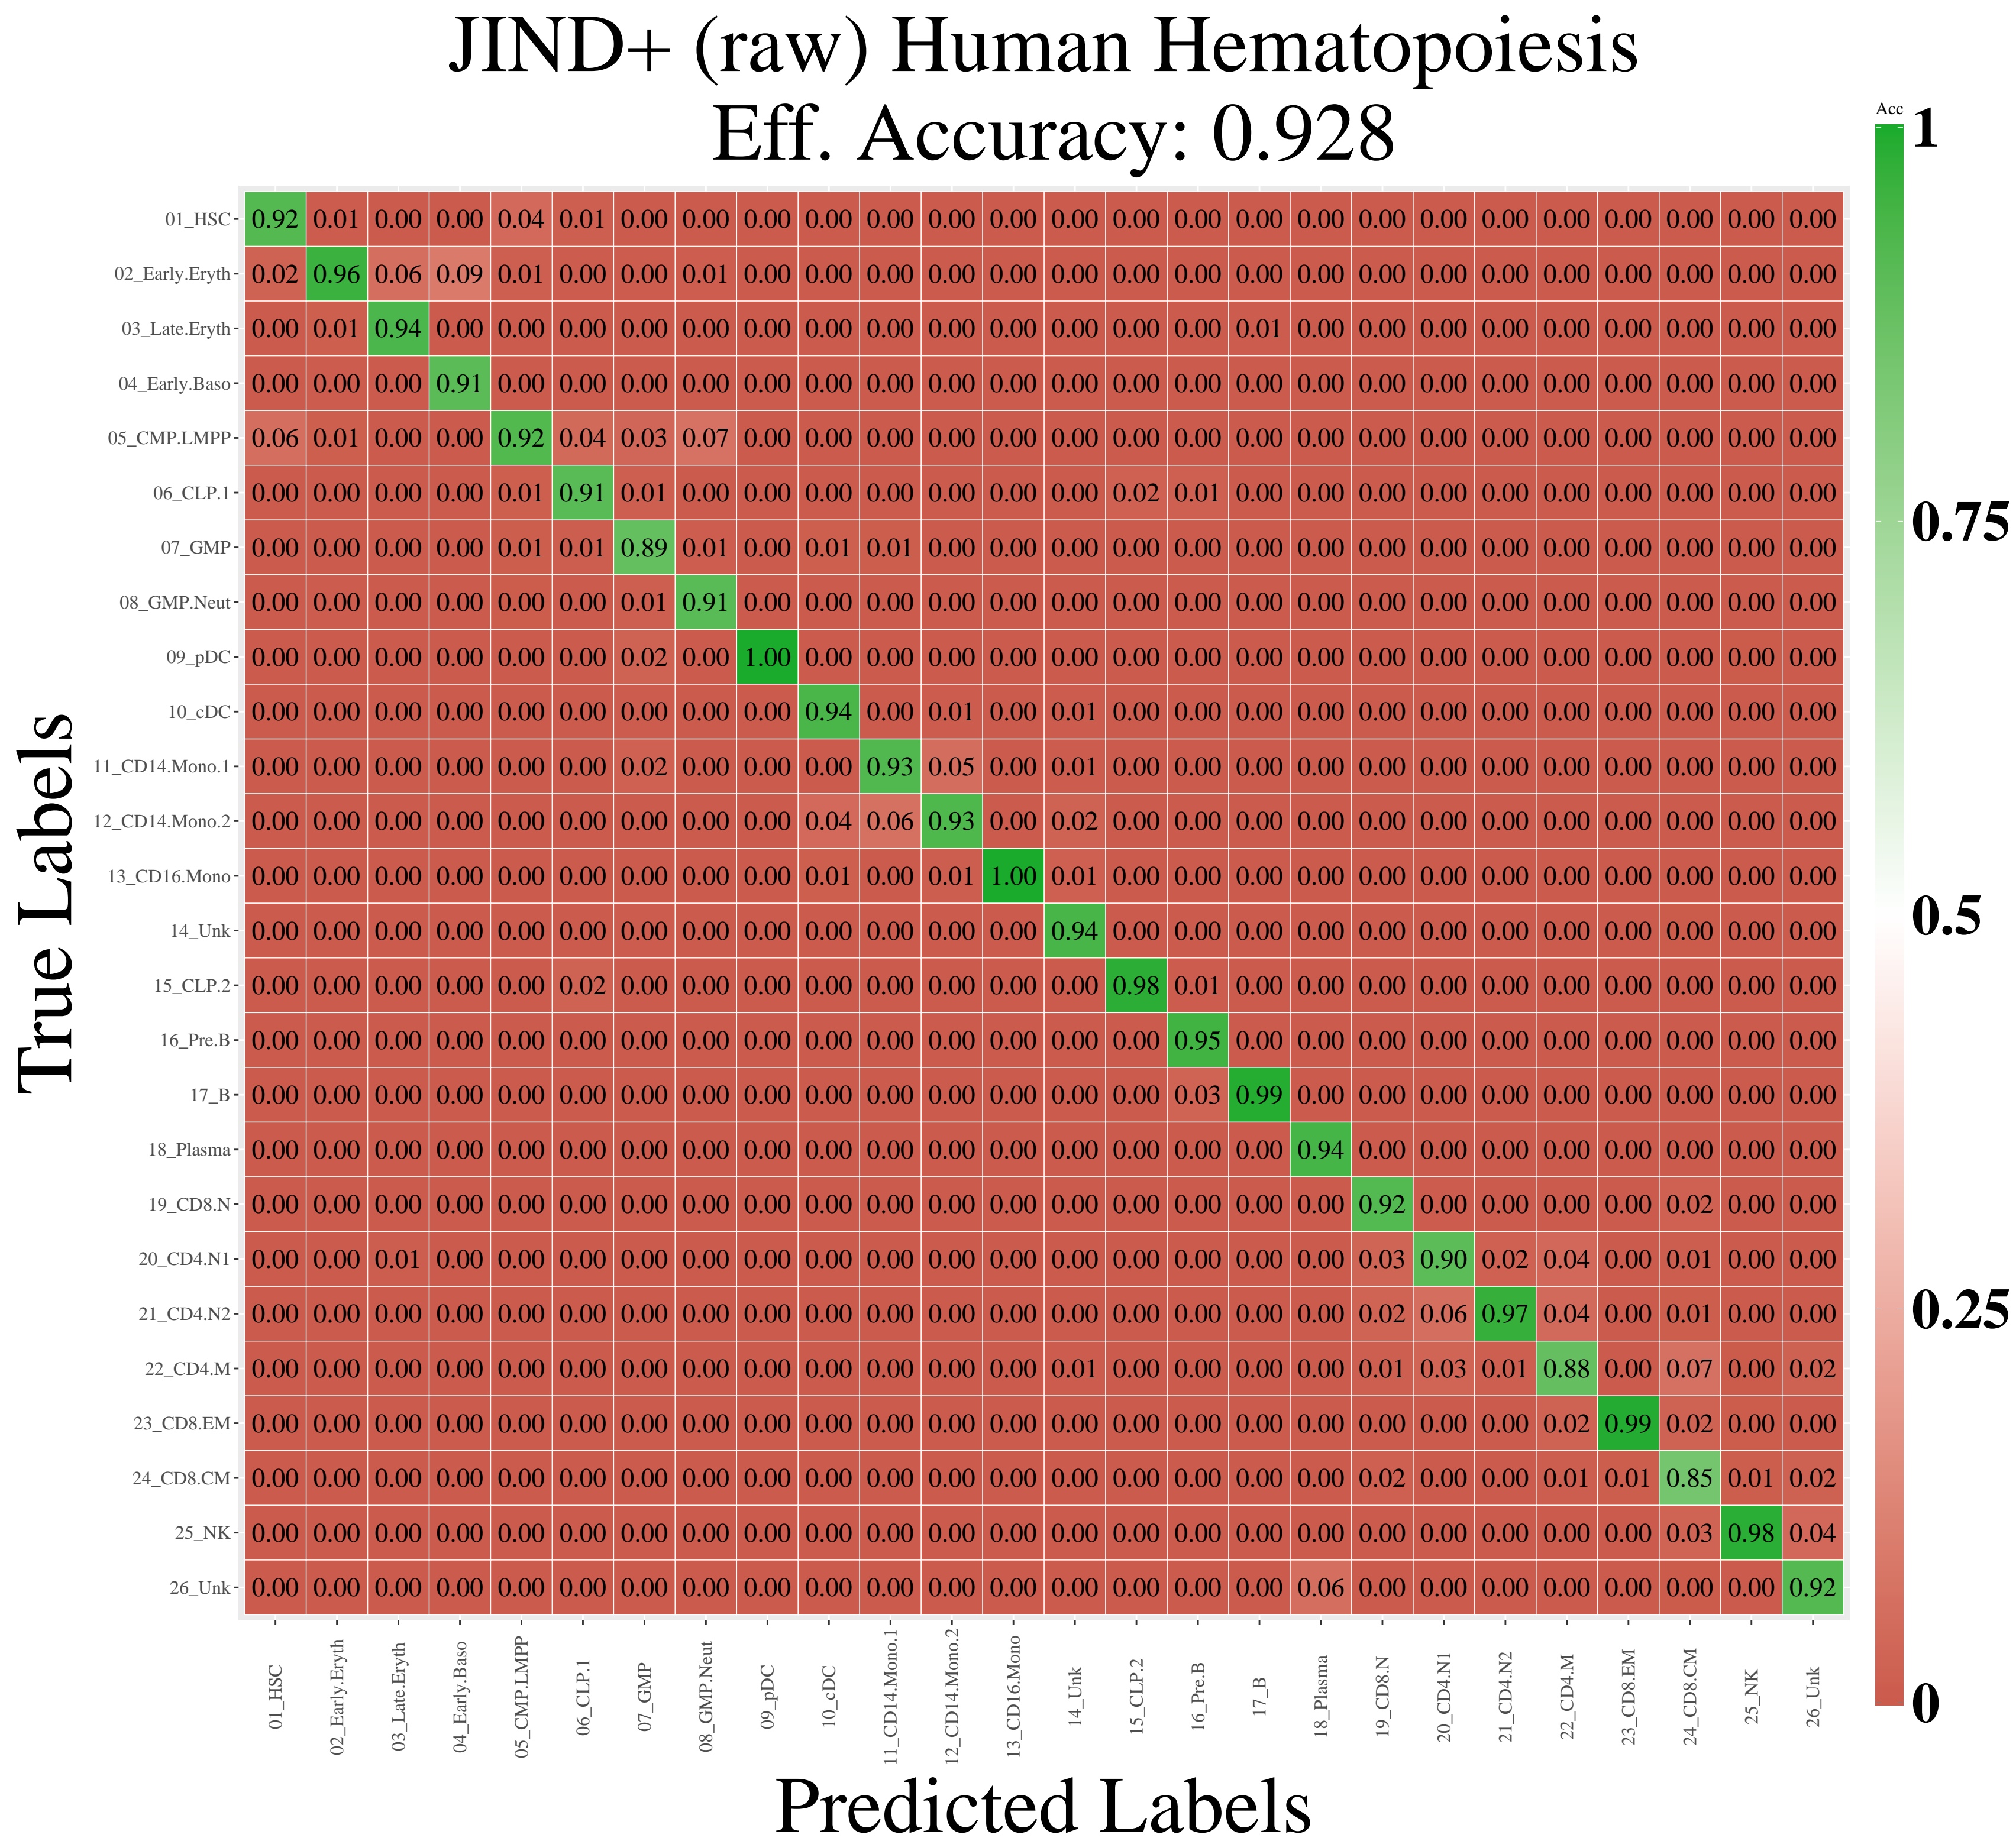 JIND+ (raw) Human Hematopoiesis
Eff. Accuracy: 0.928
Acc
1
0.75
0.5
0.25
0
True Labels
01_HSC 0.92 0.01 0.00 0.00 0.04 0.01 0.00 0.00 0.00 0.00 0.00 0.00 0.00 0.00 0.00 0.00 0.00 0.00 0.00 0.00 0.00 0.00 0.00 0.00 0.00 0.00
02_Early.Eryth 0.02 0.96 0.06 0.09 0.01 0.00 0.00 0.01 0.00 0.00 0.00 0.00 0.00 0.00 0.00 0.00 0.00 0.00 0.00 0.00 0.00 0.00 0.00 0.00 0.00 0.00
03_Late.Eryth 0.00 0.01 0.94 0.00 0.00 0.00 0.00 0.00 0.00 0.00 0.00 0.00 0.00 0.00 0.00 0.00 0.01 0.00 0.00 0.00 0.00 0.00 0.00 0.00 0.00 0.00
04_Early.Baso 0.00 0.00 0.00 0.91 0.00 0.00 0.00 0.00 0.00 0.00 0.00 0.00 0.00 0.00 0.00 0.00 0.00 0.00 0.00 0.00 0.00 0.00 0.00 0.00 0.00 0.00
05_CMP.LMPP 0.06 0.01 0.00 0.00 0.92 0.04 0.03 0.07 0.00 0.00 0.00 0.00 0.00 0.00 0.00 0.00 0.00 0.00 0.00 0.00 0.00 0.00 0.00 0.00 0.00 0.00
06_CLP.1 0.00 0.00 0.00 0.00 0.01 0.91 0.01 0.00 0.00 0.00 0.00 0.00 0.00 0.00 0.02 0.01 0.00 0.00 0.00 0.00 0.00 0.00 0.00 0.00 0.00 0.00
07_GMP 0.00 0.00 0.00 0.00 0.01 0.01 0.89 0.01 0.00 0.01 0.01 0.00 0.00 0.00 0.00 0.00 0.00 0.00 0.00 0.00 0.00 0.00 0.00 0.00 0.00 0.00
08_GMP.Neut 0.00 0.00 0.00 0.00 0.00 0.00 0.01 0.91 0.00 0.00 0.00 0.00 0.00 0.00 0.00 0.00 0.00 0.00 0.00 0.00 0.00 0.00 0.00 0.00 0.00 0.00
09_pDC 0.00 0.00 0.00 0.00 0.00 0.00 0.02 0.00 1.00 0.00 0.00 0.00 0.00 0.00 0.00 0.00 0.00 0.00 0.00 0.00 0.00 0.00 0.00 0.00 0.00 0.00
10_cDC 0.00 0.00 0.00 0.00 0.00 0.00 0.00 0.00 0.00 0.94 0.00 0.01 0.00 0.01 0.00 0.00 0.00 0.00 0.00 0.00 0.00 0.00 0.00 0.00 0.00 0.00
11_CD14.Mono.1 0.00 0.00 0.00 0.00 0.00 0.00 0.02 0.00 0.00 0.00 0.93 0.05 0.00 0.01 0.00 0.00 0.00 0.00 0.00 0.00 0.00 0.00 0.00 0.00 0.00 0.00
12_CD14.Mono.2 0.00 0.00 0.00 0.00 0.00 0.00 0.00 0.00 0.00 0.04 0.06 0.93 0.00 0.02 0.00 0.00 0.00 0.00 0.00 0.00 0.00 0.00 0.00 0.00 0.00 0.00
13_CD16.Mono 0.00 0.00 0.00 0.00 0.00 0.00 0.00 0.00 0.00 0.01 0.00 0.01 1.00 0.01 0.00 0.00 0.00 0.00 0.00 0.00 0.00 0.00 0.00 0.00 0.00 0.00
14_Unk 0.00 0.00 0.00 0.00 0.00 0.00 0.00 0.00 0.00 0.00 0.00 0.00 0.00 0.94 0.00 0.00 0.00 0.00 0.00 0.00 0.00 0.00 0.00 0.00 0.00 0.00
15_CLP.2 0.00 0.00 0.00 0.00 0.00 0.02 0.00 0.00 0.00 0.00 0.00 0.00 0.00 0.00 0.98 0.01 0.00 0.00 0.00 0.00 0.00 0.00 0.00 0.00 0.00 0.00
16_Pre.B 0.00 0.00 0.00 0.00 0.00 0.00 0.00 0.00 0.00 0.00 0.00 0.00 0.00 0.00 0.00 0.95 0.00 0.00 0.00 0.00 0.00 0.00 0.00 0.00 0.00 0.00
17_B 0.00 0.00 0.00 0.00 0.00 0.00 0.00 0.00 0.00 0.00 0.00 0.00 0.00 0.00 0.00 0.03 0.99 0.00 0.00 0.00 0.00 0.00 0.00 0.00 0.00 0.00
18_Plasma 0.00 0.00 0.00 0.00 0.00 0.00 0.00 0.00 0.00 0.00 0.00 0.00 0.00 0.00 0.00 0.00 0.00 0.94 0.00 0.00 0.00 0.00 0.00 0.00 0.00 0.00
19_CD8.N 0.00 0.00 0.00 0.00 0.00 0.00 0.00 0.00 0.00 0.00 0.00 0.00 0.00 0.00 0.00 0.00 0.00 0.00 0.92 0.00 0.00 0.00 0.00 0.02 0.00 0.00
20_CD4.N1 0.00 0.00 0.01 0.00 0.00 0.00 0.00 0.00 0.00 0.00 0.00 0.00 0.00 0.00 0.00 0.00 0.00 0.00 0.03 0.90 0.02 0.04 0.00 0.01 0.00 0.00
21_CD4.N2 0.00 0.00 0.00 0.00 0.00 0.00 0.00 0.00 0.00 0.00 0.00 0.00 0.00 0.00 0.00 0.00 0.00 0.00 0.02 0.06 0.97 0.04 0.00 0.01 0.00 0.00
22_CD4.M 0.00 0.00 0.00 0.00 0.00 0.00 0.00 0.00 0.00 0.00 0.00 0.00 0.00 0.01 0.00 0.00 0.00 0.00 0.01 0.03 0.01 0.88 0.00 0.07 0.00 0.02
23_CD8.EM 0.00 0.00 0.00 0.00 0.00 0.00 0.00 0.00 0.00 0.00 0.00 0.00 0.00 0.00 0.00 0.00 0.00 0.00 0.00 0.00 0.00 0.02 0.99 0.02 0.00 0.00
24_CD8.CM 0.00 0.00 0.00 0.00 0.00 0.00 0.00 0.00 0.00 0.00 0.00 0.00 0.00 0.00 0.00 0.00 0.00 0.00 0.02 0.00 0.00 0.01 0.01 0.85 0.01 0.02
25_NK 0.00 0.00 0.00 0.00 0.00 0.00 0.00 0.00 0.00 0.00 0.00 0.00 0.00 0.00 0.00 0.00 0.00 0.00 0.00 0.00 0.00 0.00 0.00 0.03 0.98 0.04
26_Unk 0.00 0.00 0.00 0.00 0.00 0.00 0.00 0.00 0.00 0.00 0.00 0.00 0.00 0.00 0.00 0.00 0.00 0.06 0.00 0.00 0.00 0.00 0.00 0.00 0.00 0.92
01_HSC 02_Early.Eryth 03_Late.Eryth 04_Early.Baso 05_CMP.LMPP 06_CLP.1 07_GMP 08_GMP.Neut 09_pDC 10_cDC 11_CD14.Mono.1 12_CD14.Mono.2 13_CD16.Mono 14_Unk 15_CLP.2 16_Pre.B 17_B 18_Plasma 19_CD8.N 20_CD4.N1 21_CD4.N2 22_CD4.M 23_CD8.EM 24_CD8.CM 25_NK 26_Unk
Predicted Labels